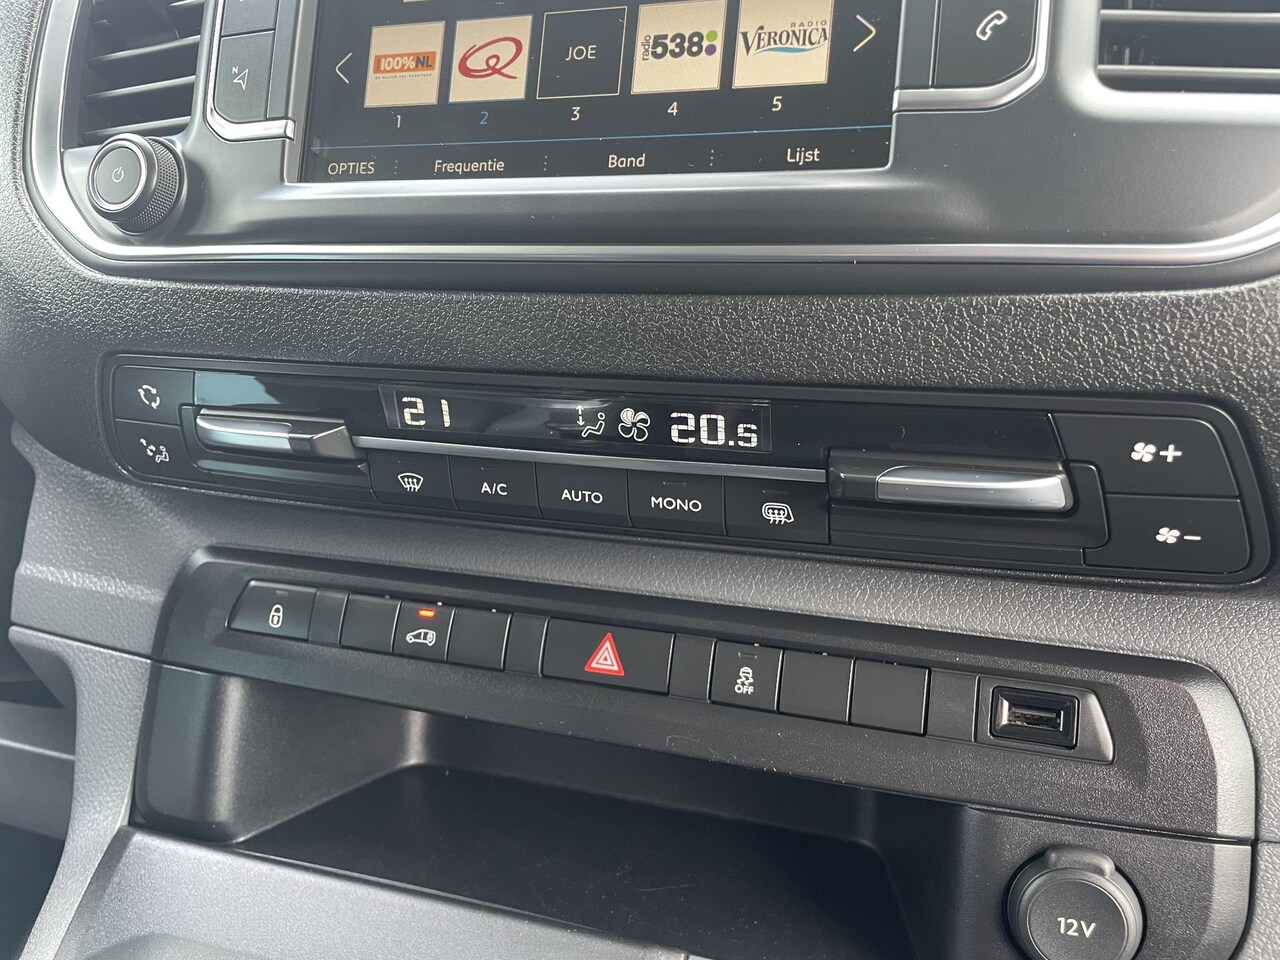 100%NL
JOE
radio 538
RADIO
VERONICA
1 2 3 4 5
OPTIES Frequentie Band Lijst
N
21 20.5
A/C AUTO MONO
+
-
OFF
12V